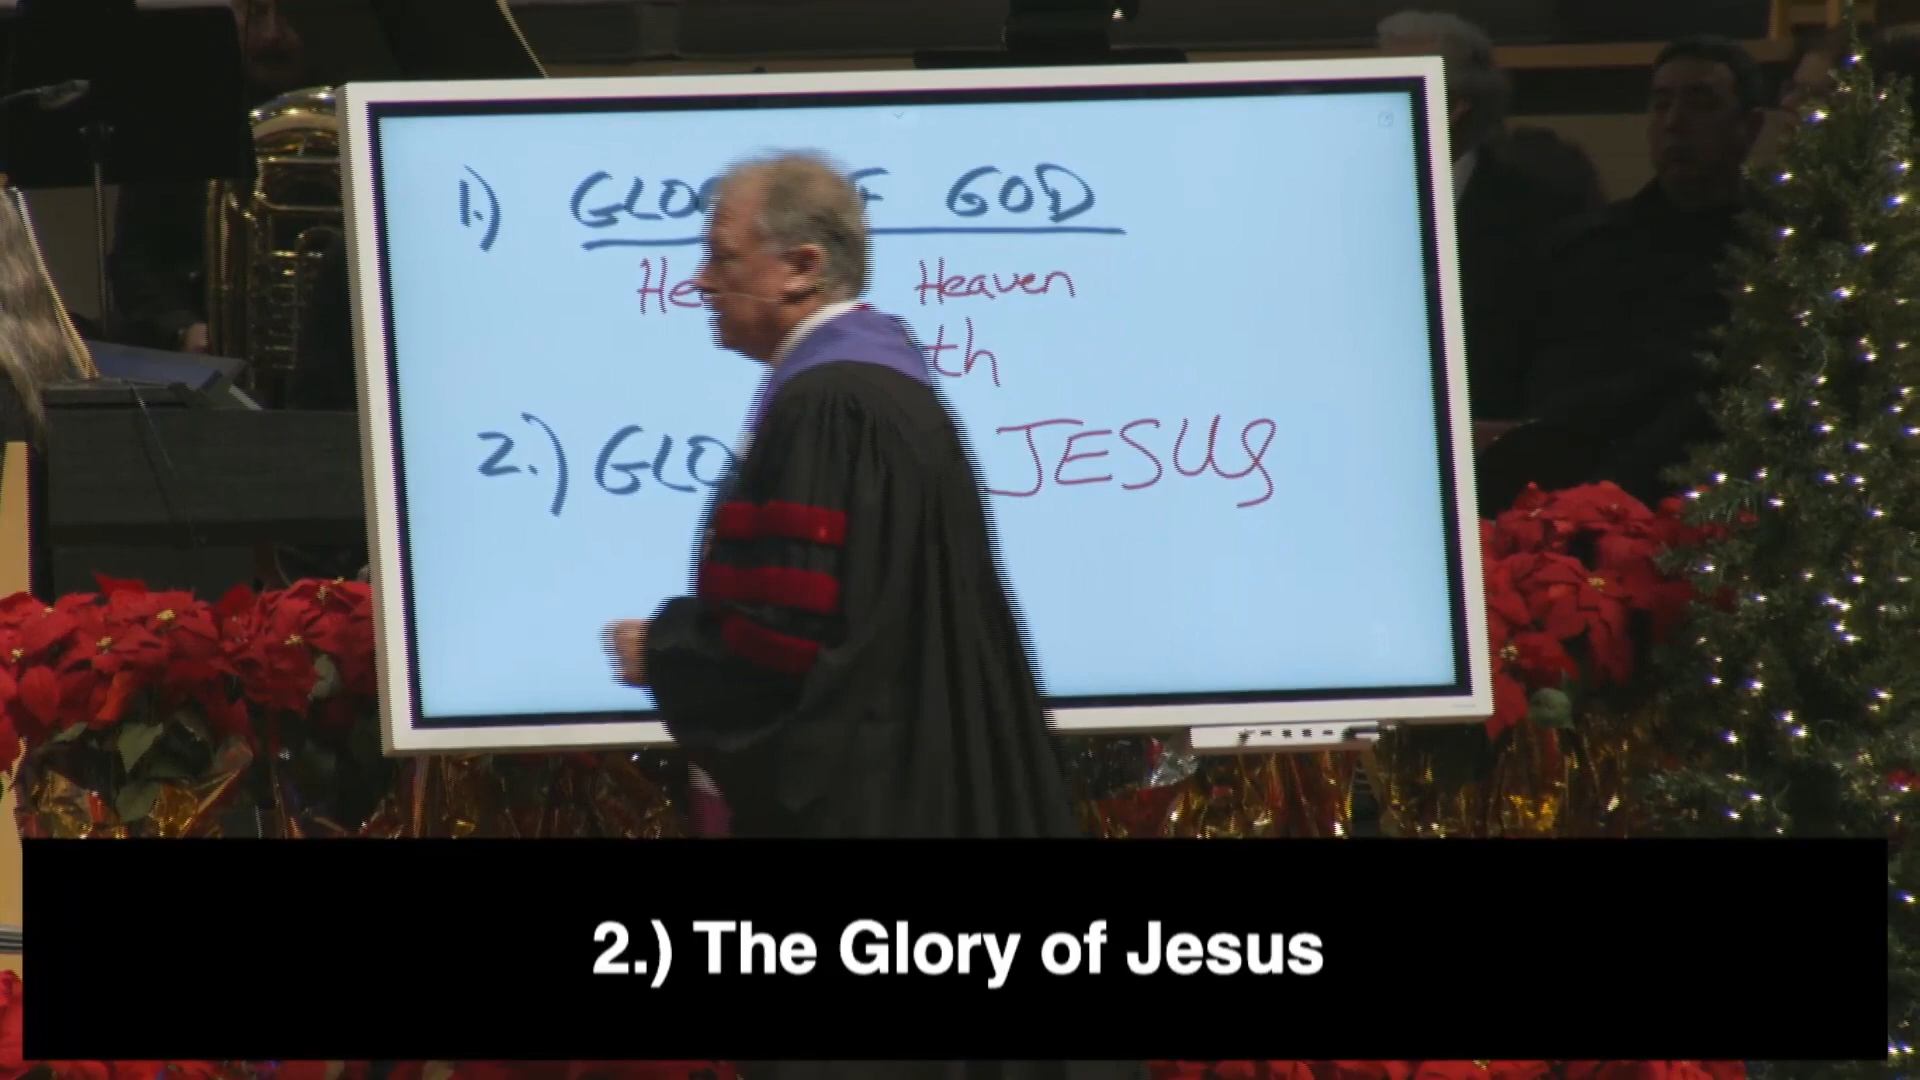 1.) GLO F GOD
He Heaven
th
2.) GLO JESUS
2.) The Glory of Jesus